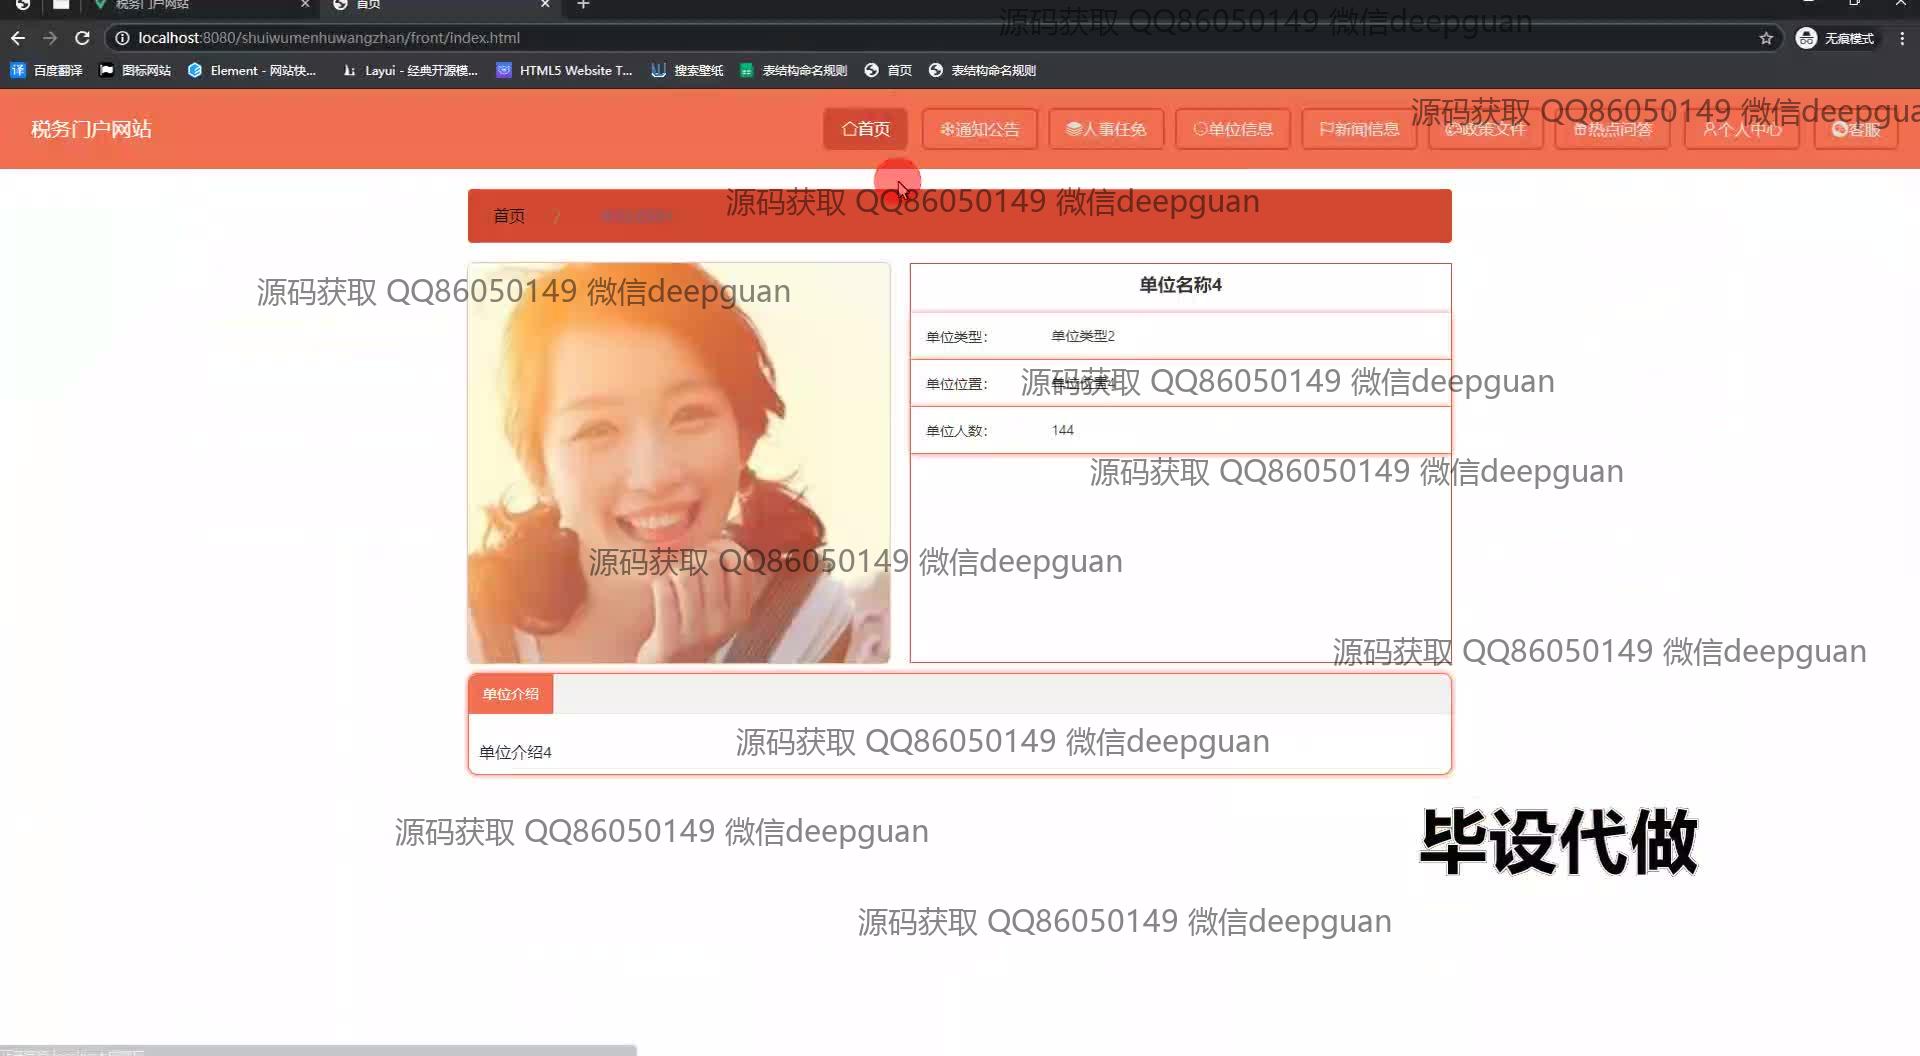 税务门户网站
首页
源码获取 QQ86050149 微信deepguan
localhost:8080/shuiwumenhuwangzhan/front/index.html
无痕模式
百度翻译
图标网站
Element - 网站快...
Layui - 经典开源模...
HTML5 Website T...
搜索壁纸
表结构命名规则
首页
表结构命名规则
源码获取 QQ86050149 微信deepgua
税务门户网站
首页
通知公告
人事任免
单位信息
新闻信息
政策文件
热点问答
个人中心
客服
源码获取 QQ86050149 微信deepguan
首页
源码获取 QQ86050149 微信deepguan
单位名称4
单位类型：
单位类型2
源码获取 QQ86050149 微信deepguan
单位位置：
单位位置4
单位人数：
144
源码获取 QQ86050149 微信deepguan
源码获取 QQ86050149 微信deepguan
源码获取 QQ86050149 微信deepguan
单位介绍
单位介绍4
源码获取 QQ86050149 微信deepguan
源码获取 QQ86050149 微信deepguan
毕设代做
源码获取 QQ86050149 微信deepguan